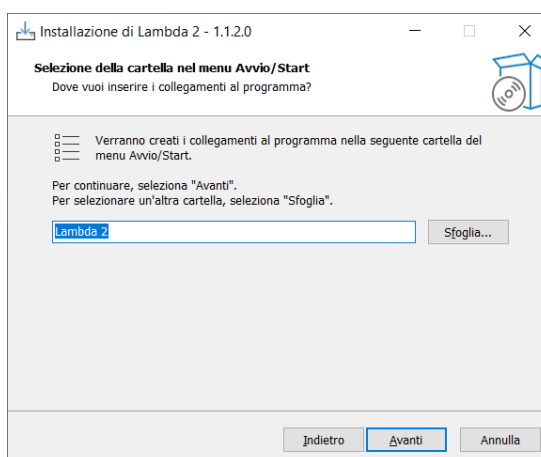 Installazione di Lambda 2 - 1.1.2.0
Selezione della cartella nel menu Avvio/Start
Dove vuoi inserire i collegamenti al programma?
Verranno creati i collegamenti al programma nella seguente cartella del
menu Avvio/Start.
Per continuare, seleziona "Avanti".
Per selezionare un'altra cartella, seleziona "Sfoglia".
Lambda 2
Sfoglia...
Indietro
Avanti
Annulla